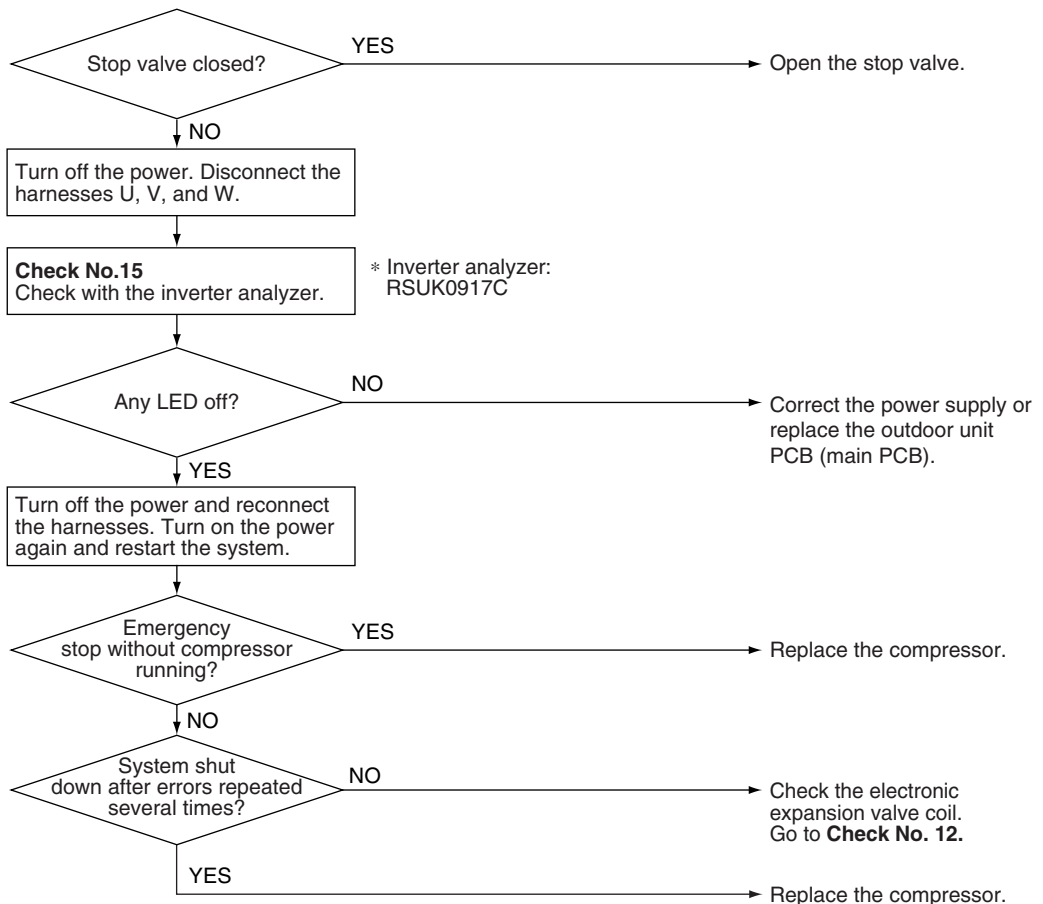 Stop valve closed?
YES
Open the stop valve.
NO
Turn off the power. Disconnect the
harnesses U, V, and W.
Check No.15
Check with the inverter analyzer.
* Inverter analyzer:
RSUK0917C
Any LED off?
NO
Correct the power supply or
replace the outdoor unit
PCB (main PCB).
YES
Turn off the power and reconnect
the harnesses. Turn on the power
again and restart the system.
Emergency
stop without compressor
running?
YES
Replace the compressor.
NO
System shut
down after errors repeated
several times?
NO
Check the electronic
expansion valve coil.
Go to Check No. 12.
YES
Replace the compressor.